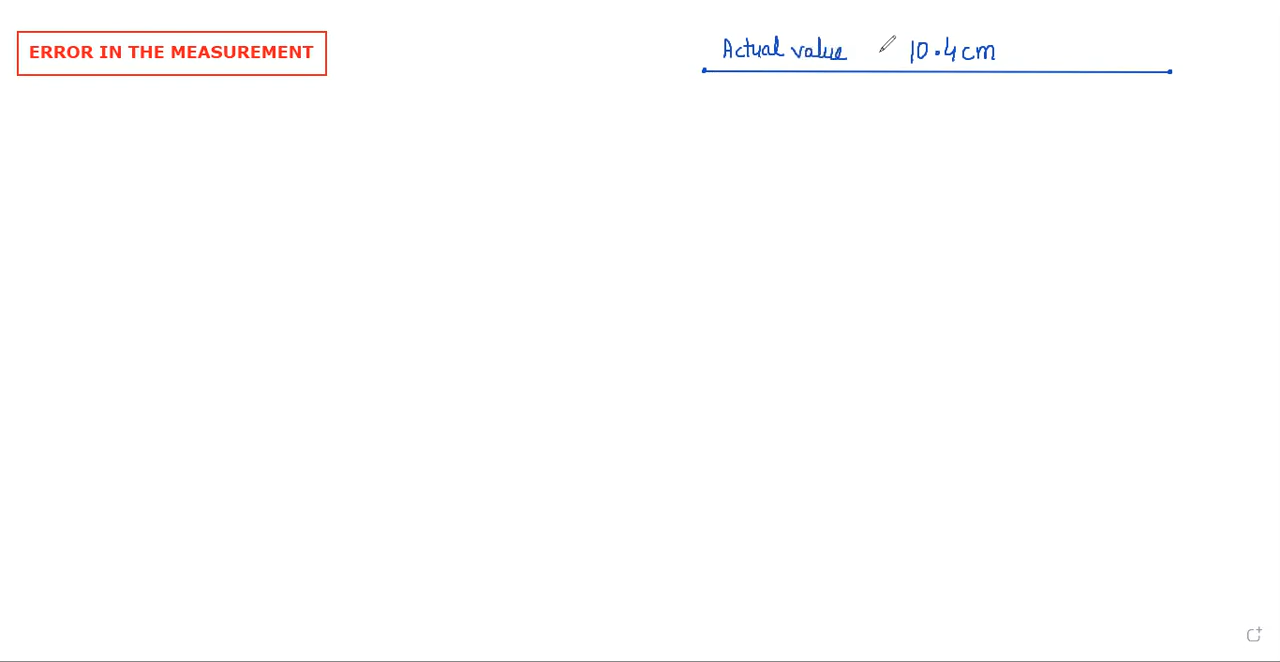 ERROR IN THE MEASUREMENT
Actual value 10.4cm